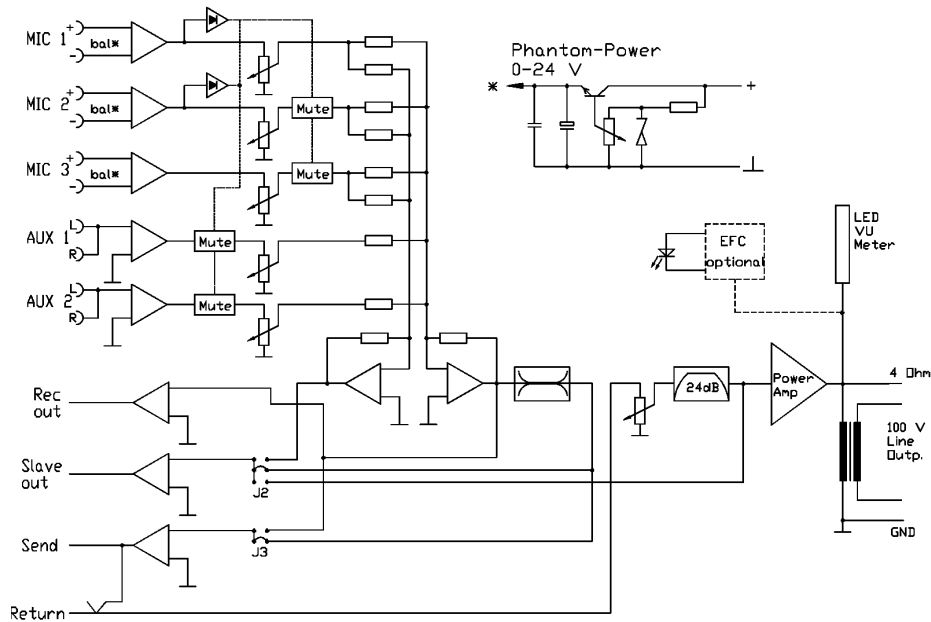 MIC 1
+
-
bal*
MIC 2
+
-
bal*
Mute
MIC 3
+
-
bal*
Mute
AUX 1
L
R
Mute
AUX 2
L
R
Mute
Phantom-Power
0-24 V
*
+
EFC
optional
LED
VU
Meter
Rec
out
24dB
Power
Amp
4 Ohm
100 V
Line
Outp.
GND
Slave
out
J2
Send
J3
Return